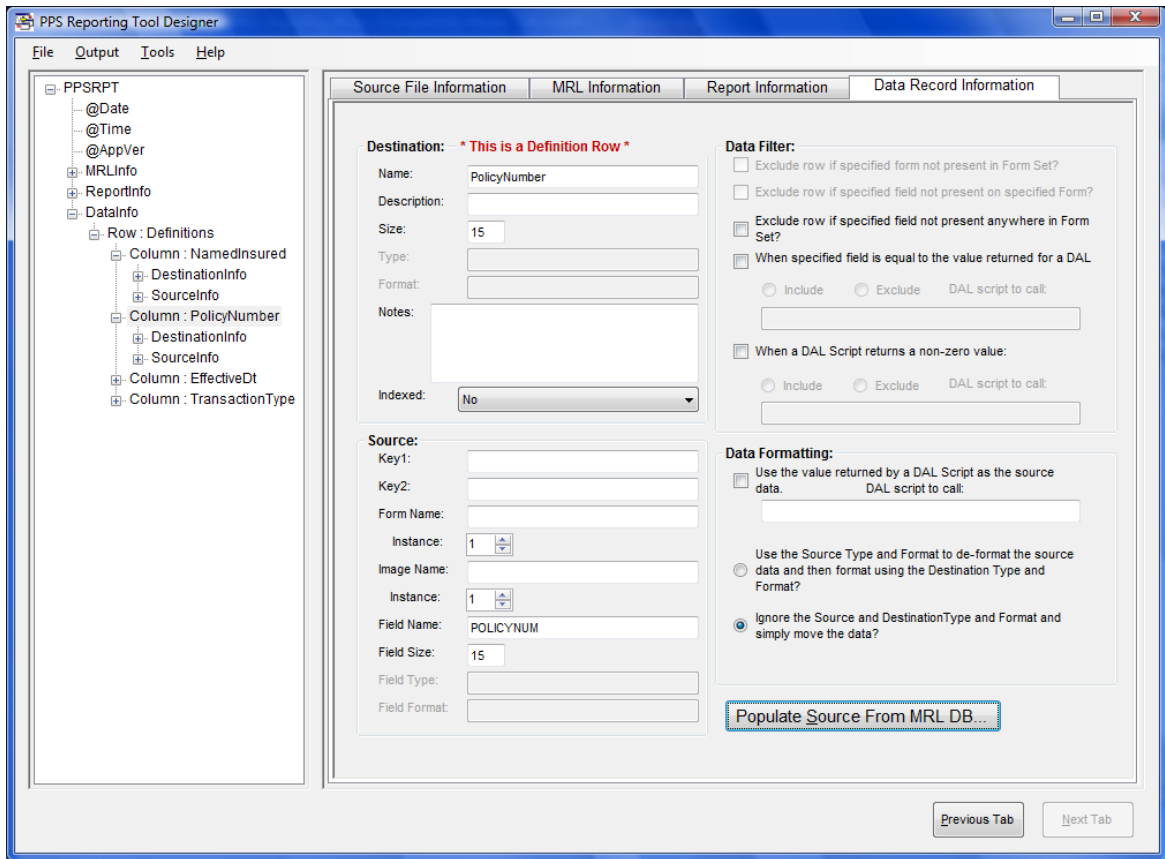 PPS Reporting Tool Designer
File Output Tools Help
PPSRPT
@Date
@Time
@AppVer
MRLInfo
ReportInfo
DataInfo
Row : Definitions
Column : NamedInsured
DestinationInfo
SourceInfo
Column : PolicyNumber
DestinationInfo
SourceInfo
Column : EffectiveDt
Column : TransactionType
Source File Information MRL Information Report Information Data Record Information
Destination: * This is a Definition Row *
Name: PolicyNumber
Description:
Size: 15
Type:
Format:
Notes:
Indexed: No
Source:
Key1:
Key2:
Form Name:
Instance: 1
Image Name:
Instance: 1
Field Name: POLICYNUM
Field Size: 15
Field Type:
Field Format:
Data Filter:
Exclude row if specified form not present in Form Set?
Exclude row if specified field not present on specified Form?
Exclude row if specified field not present anywhere in Form
Set?
When specified field is equal to the value returned for a DAL
Include Exclude DAL script to call:
When a DAL Script returns a non-zero value:
Include Exclude DAL script to call:
Data Formatting:
Use the value returned by a DAL Script as the source
data. DAL script to call:
Use the Source Type and Format to de-format the source
data and then format using the Destination Type and
Format?
Ignore the Source and DestinationType and Format and
simply move the data?
Populate Source From MRL DB...
Previous Tab Next Tab